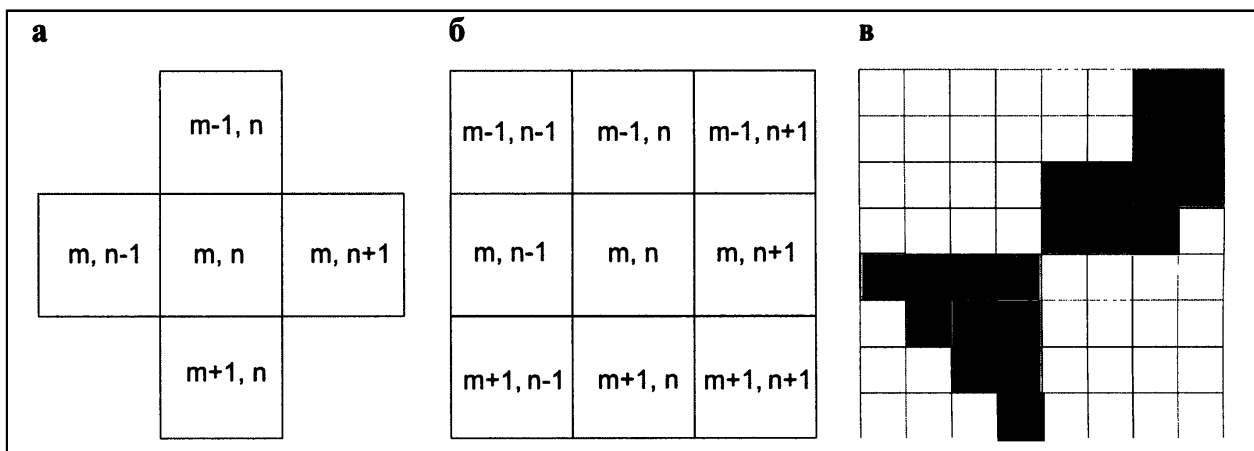 а
m-1, n
m, n-1 m, n m, n+1
m+1, n
б
m-1, n-1 m-1, n m-1, n+1
m, n-1 m, n m, n+1
m+1, n-1 m+1, n m+1, n+1
в